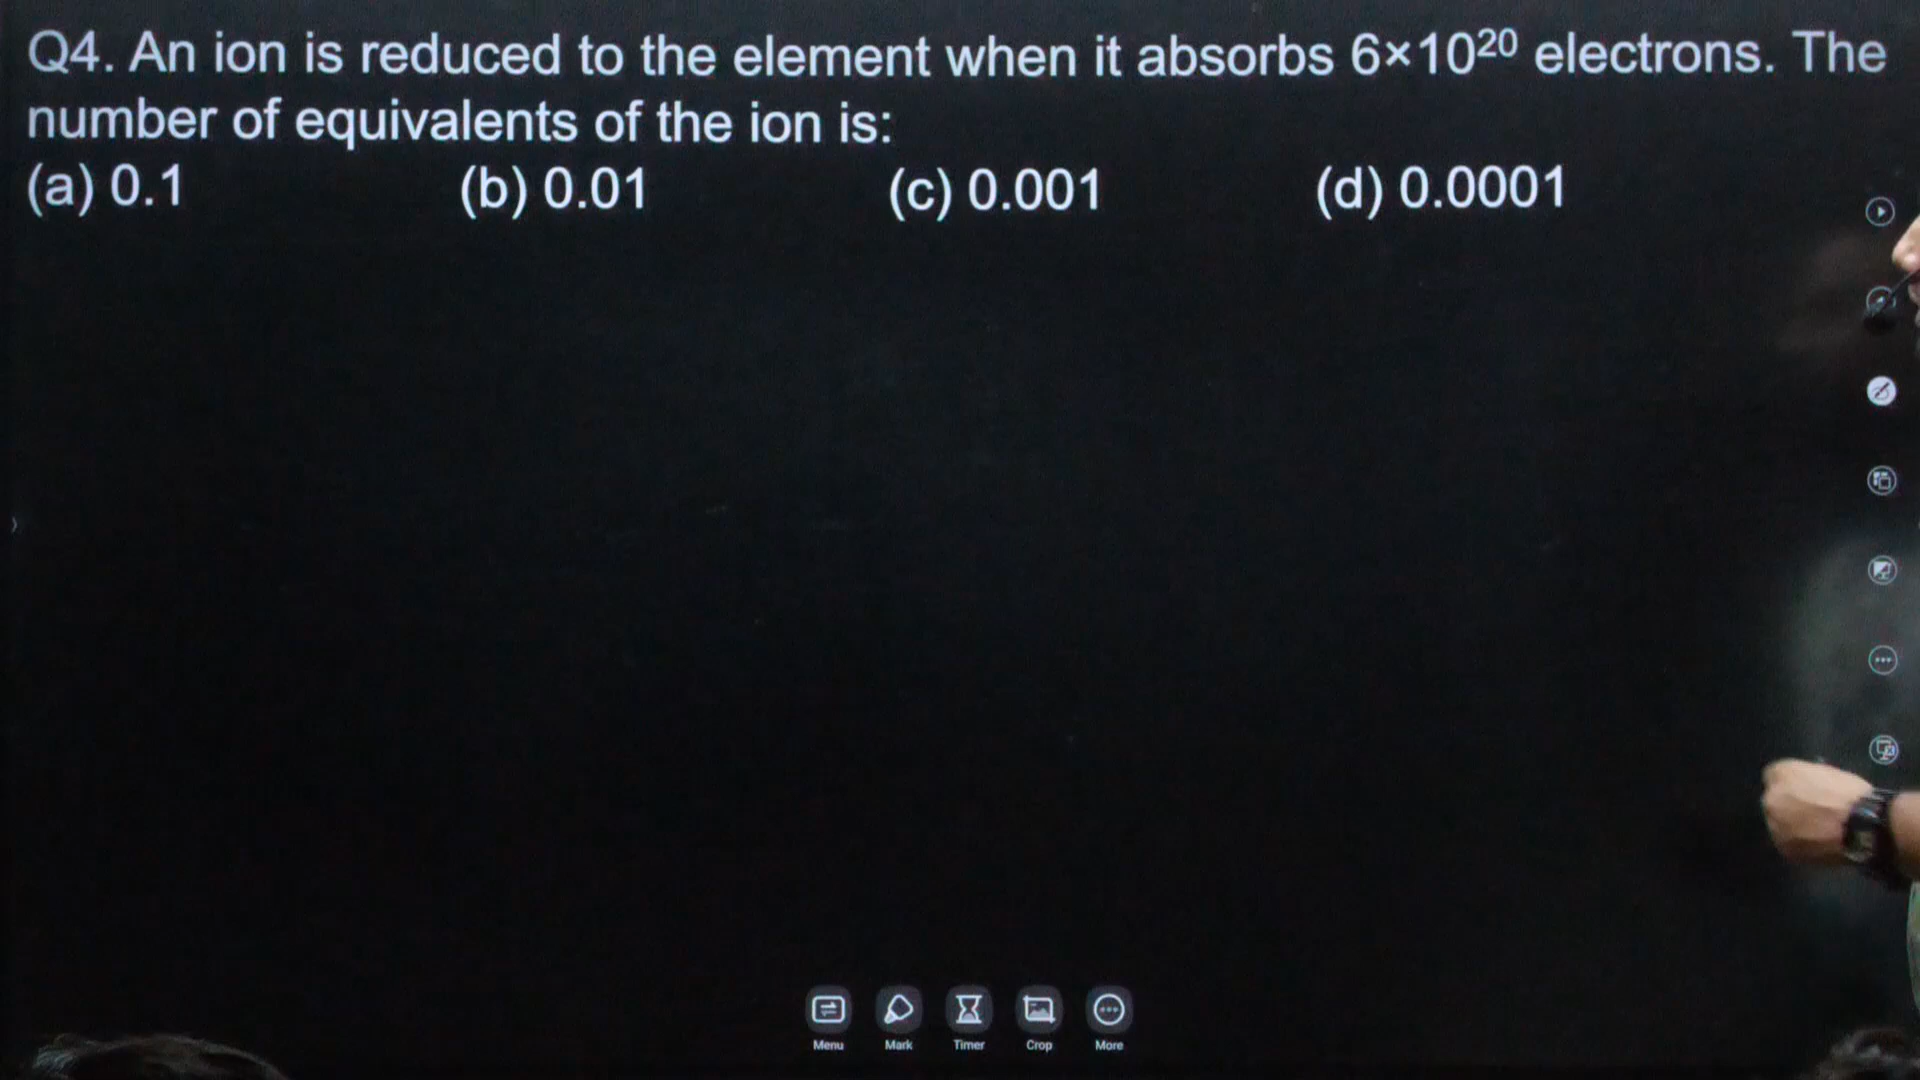 Q4. An ion is reduced to the element when it absorbs 6×10²⁰ electrons. The
number of equivalents of the ion is:
(a) 0.1 (b) 0.01 (c) 0.001 (d) 0.0001
Menu Mark Timer Crop More